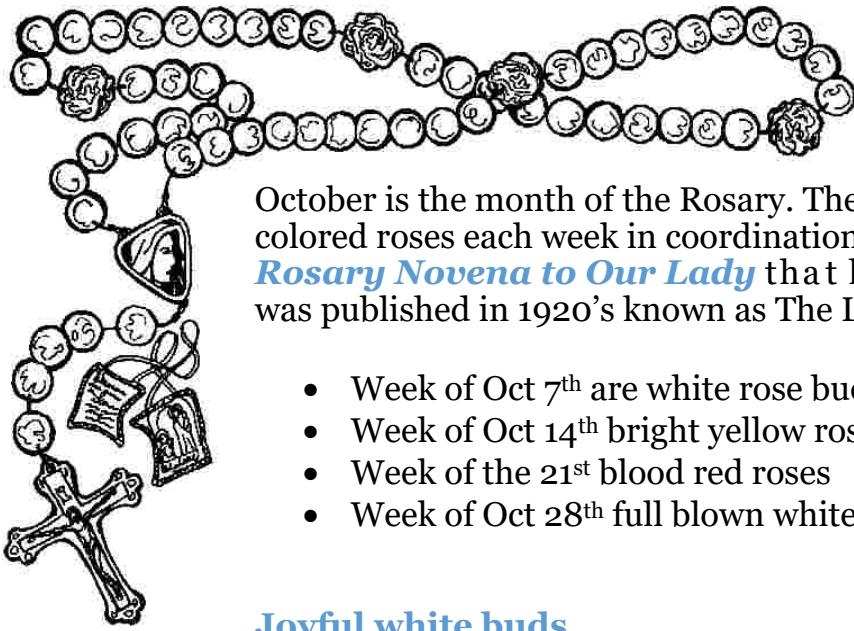 October is the month of the Rosary. The
colored roses each week in coordination
Rosary Novena to Our Lady that
was published in 1920’s known as The
• Week of Oct 7th are white rose
• Week of Oct 14th bright yellow
• Week of the 21st blood red roses
• Week of Oct 28th full blown white
Joyful white buds